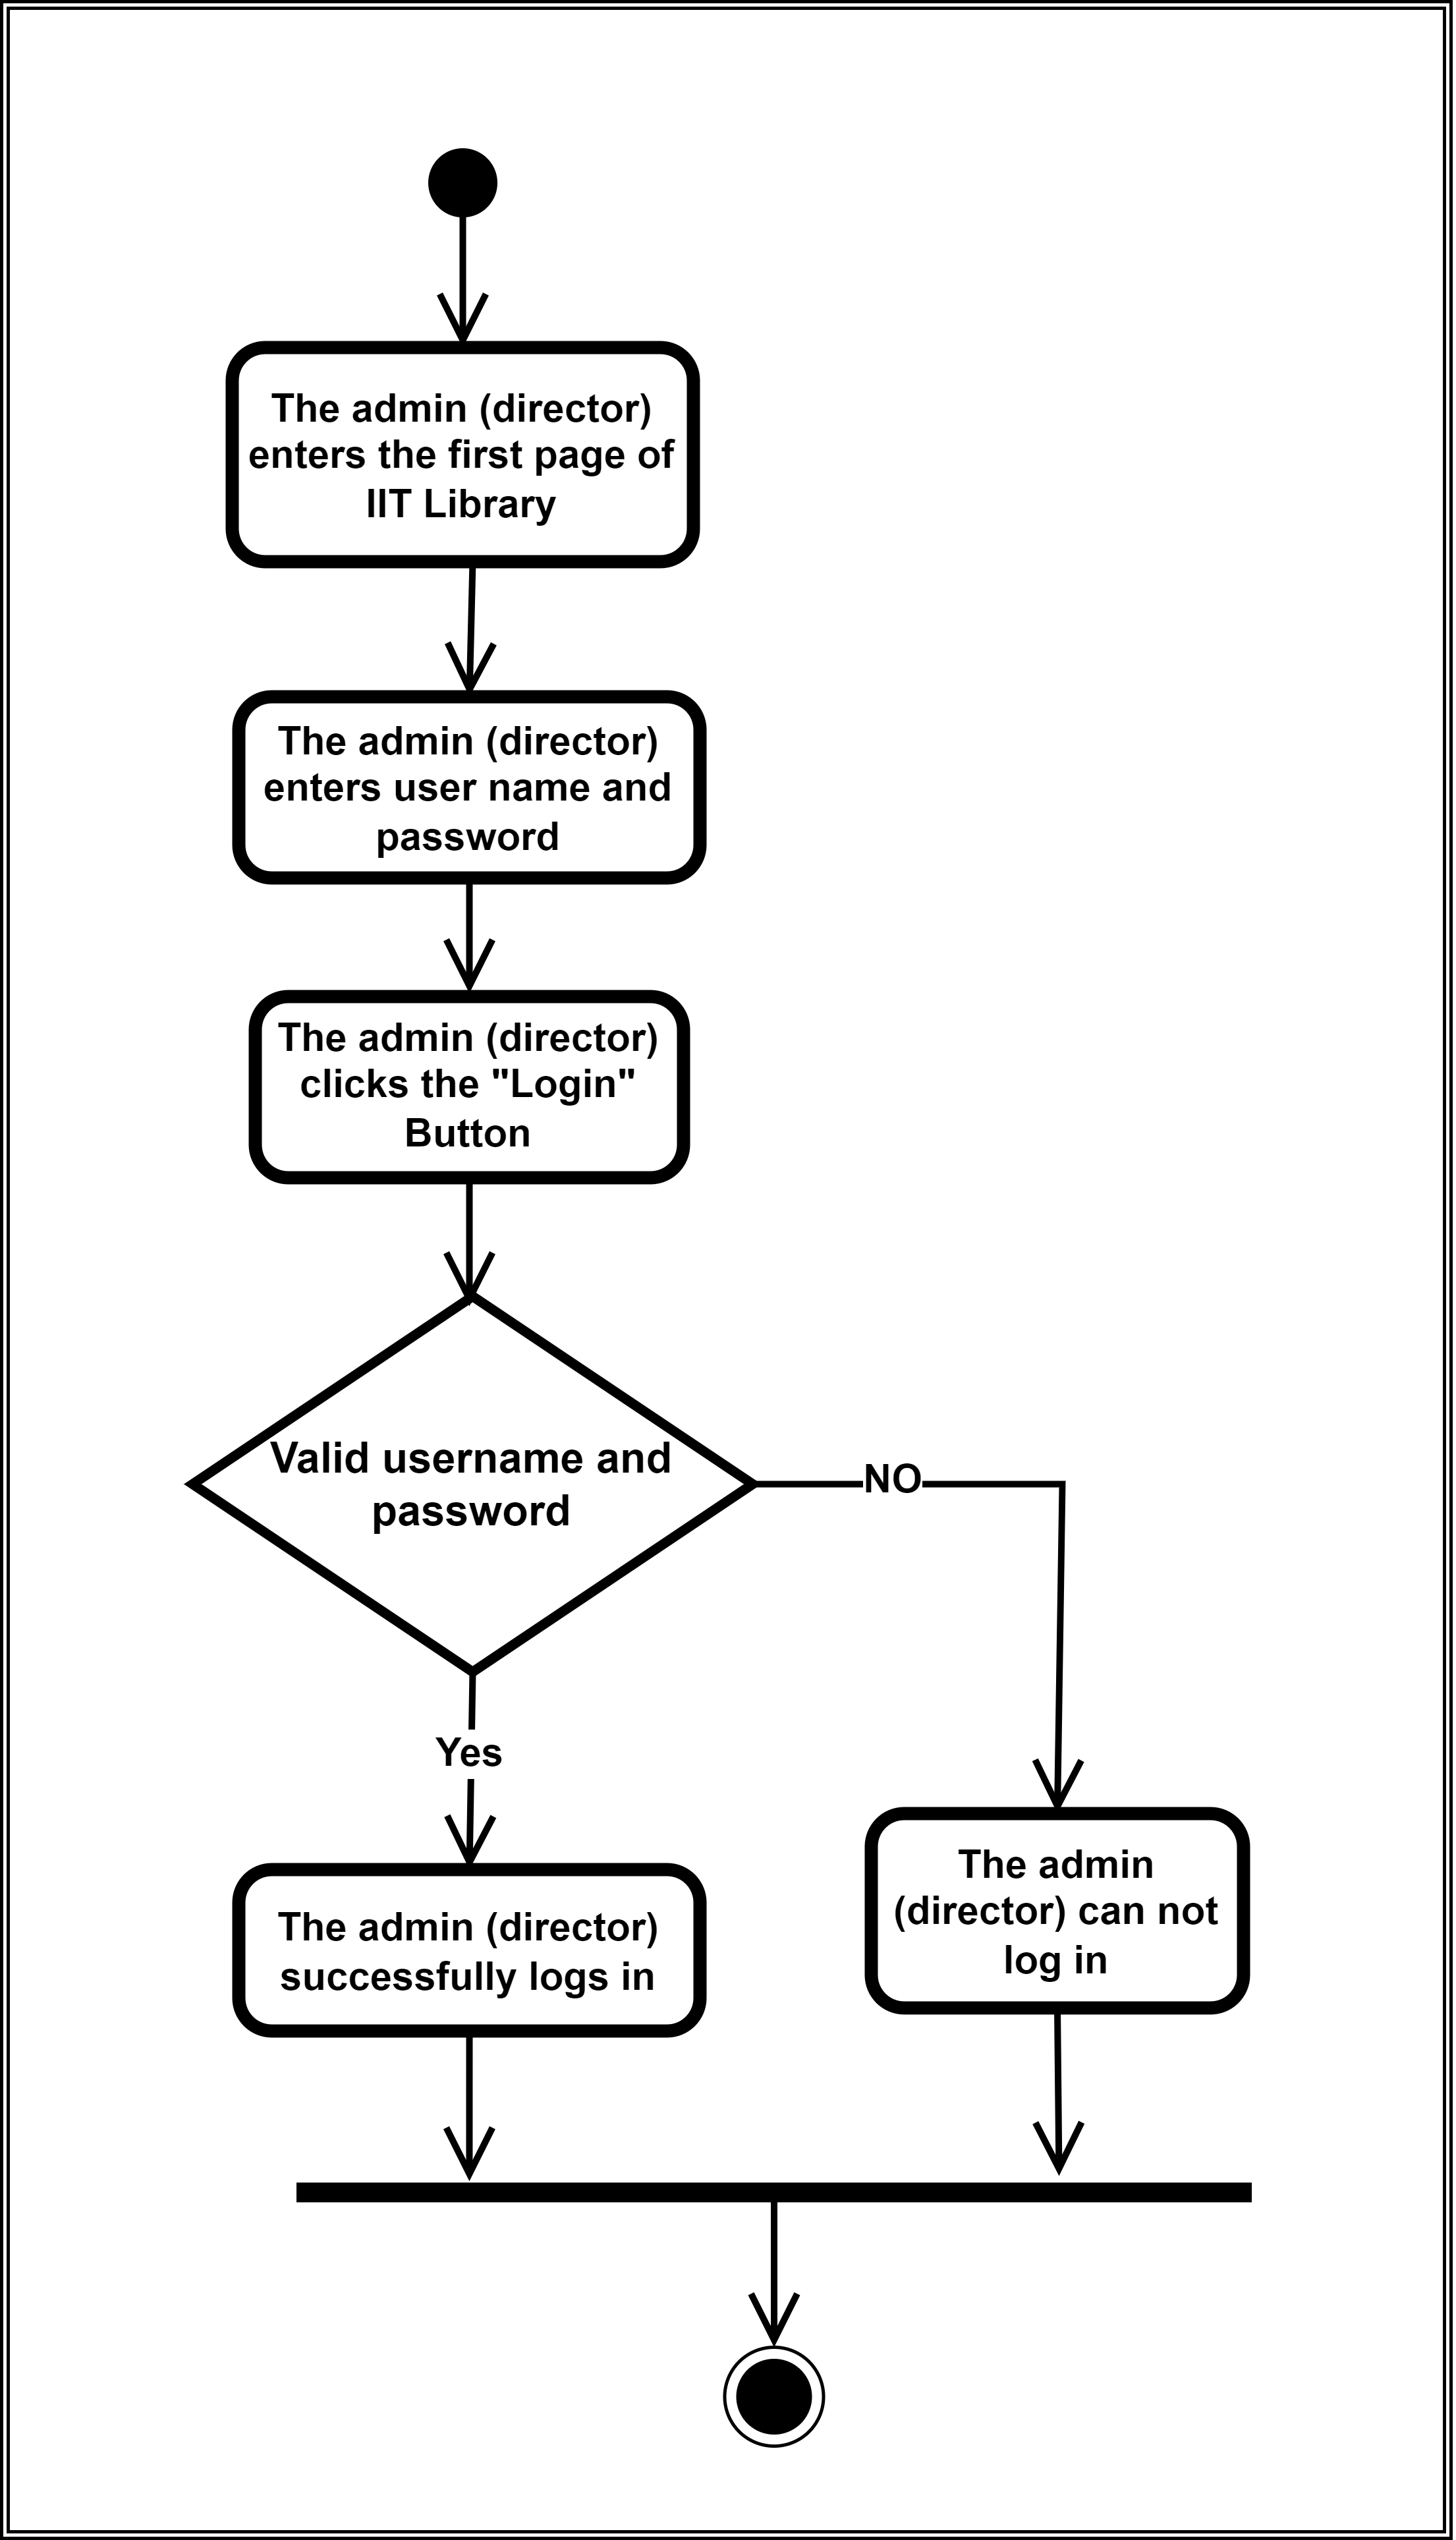 The admin (director)
enters the first page of
IIT Library
The admin (director)
enters user name and
password
The admin (director)
clicks the "Login"
Button
Valid username and
password
NO
Yes
The admin (director)
successfully logs in
The admin
(director) can not
log in